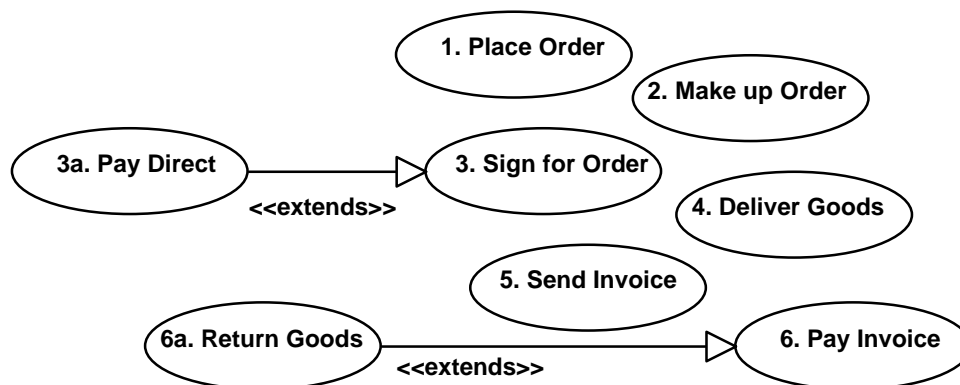 1. Place Order
2. Make up Order
3a. Pay Direct
3. Sign for Order
<<extends>>
4. Deliver Goods
5. Send Invoice
6a. Return Goods
6. Pay Invoice
<<extends>>